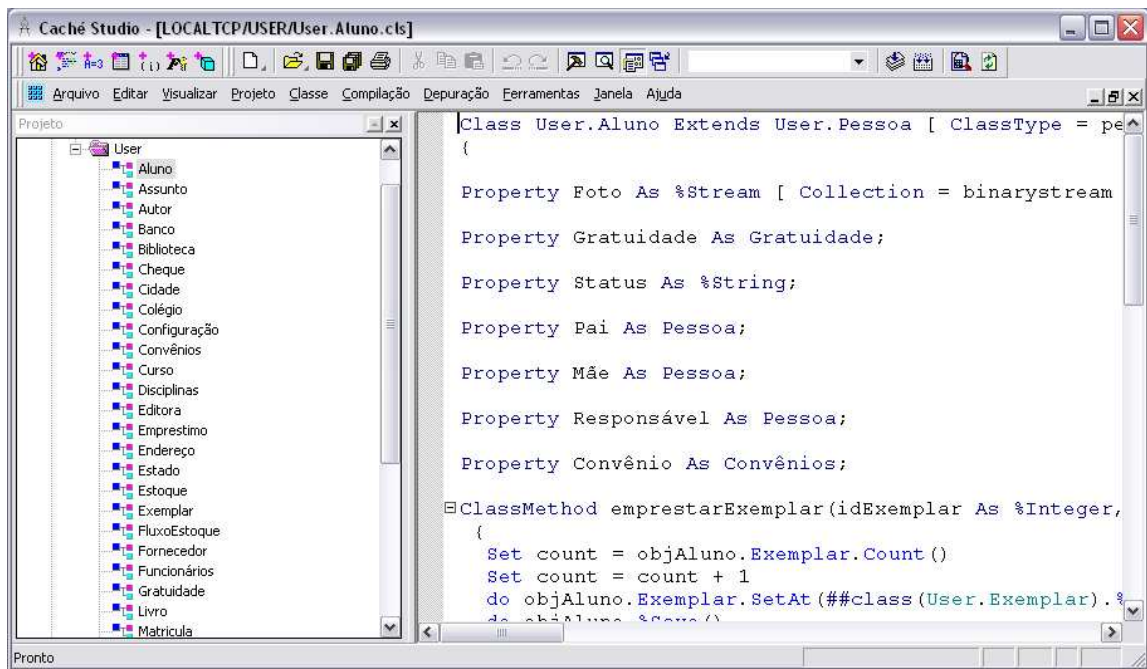 Caché Studio - [LOCALTCP/USER/User.Aluno.cls]
Arquivo Editar Visualizar Projeto Classe Compilação Depuração Ferramentas Janela Ajuda
Projeto
User
Aluno
Assunto
Autor
Banco
Biblioteca
Cheque
Cidade
Colégio
Configuração
Convênios
Curso
Disciplinas
Editora
Emprestimo
Endereço
Estado
Estoque
Exemplar
FluxoEstoque
Fornecedor
Funcionários
Gratuidade
Livro
Matricula
Class User.Aluno Extends User.Pessoa [ ClassType = pe
{
Property Foto As %Stream [ Collection = binarystream
Property Gratuidade As Gratuidade;
Property Status As %String;
Property Pai As Pessoa;
Property Mãe As Pessoa;
Property Responsável As Pessoa;
Property Convênio As Convênios;
ClassMethod emprestarExemplar(idExemplar As %Integer,
{
Set count = objAluno.Exemplar.Count()
Set count = count + 1
do objAluno.Exemplar.SetAt(##class(User.Exemplar).%
do objAluno.%Save()
Pronto